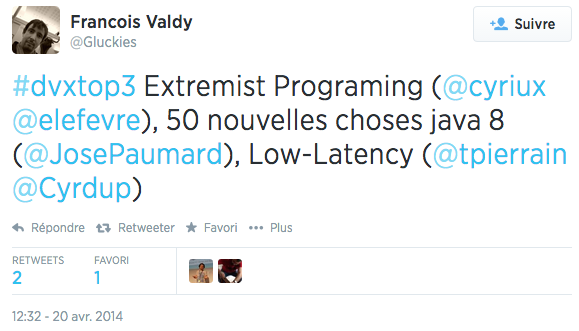 Francois Valdy
@Gluckies
Suivre
#dvxtop3 Extremist Programing (@cyriux
@elefevre), 50 nouvelles choses java 8
(@JosePaumard), Low-Latency (@tpierrain
@Cyrdup)
Répondre Retweeter Favori ••• Plus
RETWEETS FAVORI
2 1
12:32 - 20 avr. 2014